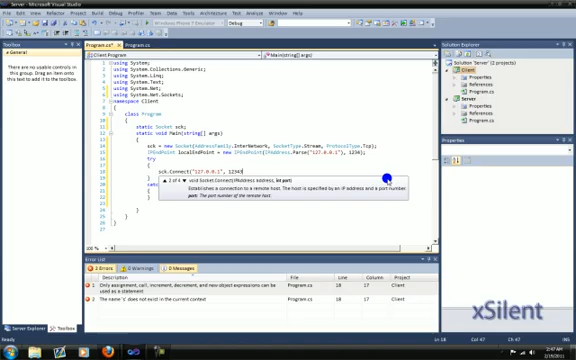 Server - Microsoft Visual Studio
File Edit View Refactor Project Build Debug Team Data Tools Architecture Test Analyze Window Help
Windows Phone 7 Emulator Debug
Toolbox
General
There are no usable controls in this group. Drag an item onto this text to add it to the toolbox.
Program.cs* Program.cs
Client.Program Main(string[] args)
using System;
using System.Collections.Generic;
using System.Linq;
using System.Text;
using System.Net;
using System.Net.Sockets;
namespace Client
class Program
static Socket sck;
static void Main(string[] args)
sck = new Socket(AddressFamily.InterNetwork, SocketType.Stream, ProtocolType.Tcp);
IPEndPoint localEndPoint = new IPEndPoint(IPAddress.Parse("127.0.0.1"), 1234);
try
{
sck.Connect("127.0.0.1", 1234)
}
2 of 4 void Socket.Connect(IPAddress address, int port)
Establishes a connection to a remote host. The host is specified by an IP address and a port number.
port: The port number of the remote host.
100 %
Solution Explorer
Solution 'Server' (2 projects)
Client
Properties
References
Program.cs
Server
Properties
References
Program.cs
Properties
Error List
2 Errors 0 Warnings 0 Messages
Description File Line Column Project
1 Only assignment, call, increment, decrement, and new object expressions can be used as a statement Program.cs 18 17 Client
2 The name 's' does not exist in the current context Program.cs 18 17 Client
xSilent
Server Explorer Toolbox
Ln 18 Col 47 Ch 47 INS
2:47 AM